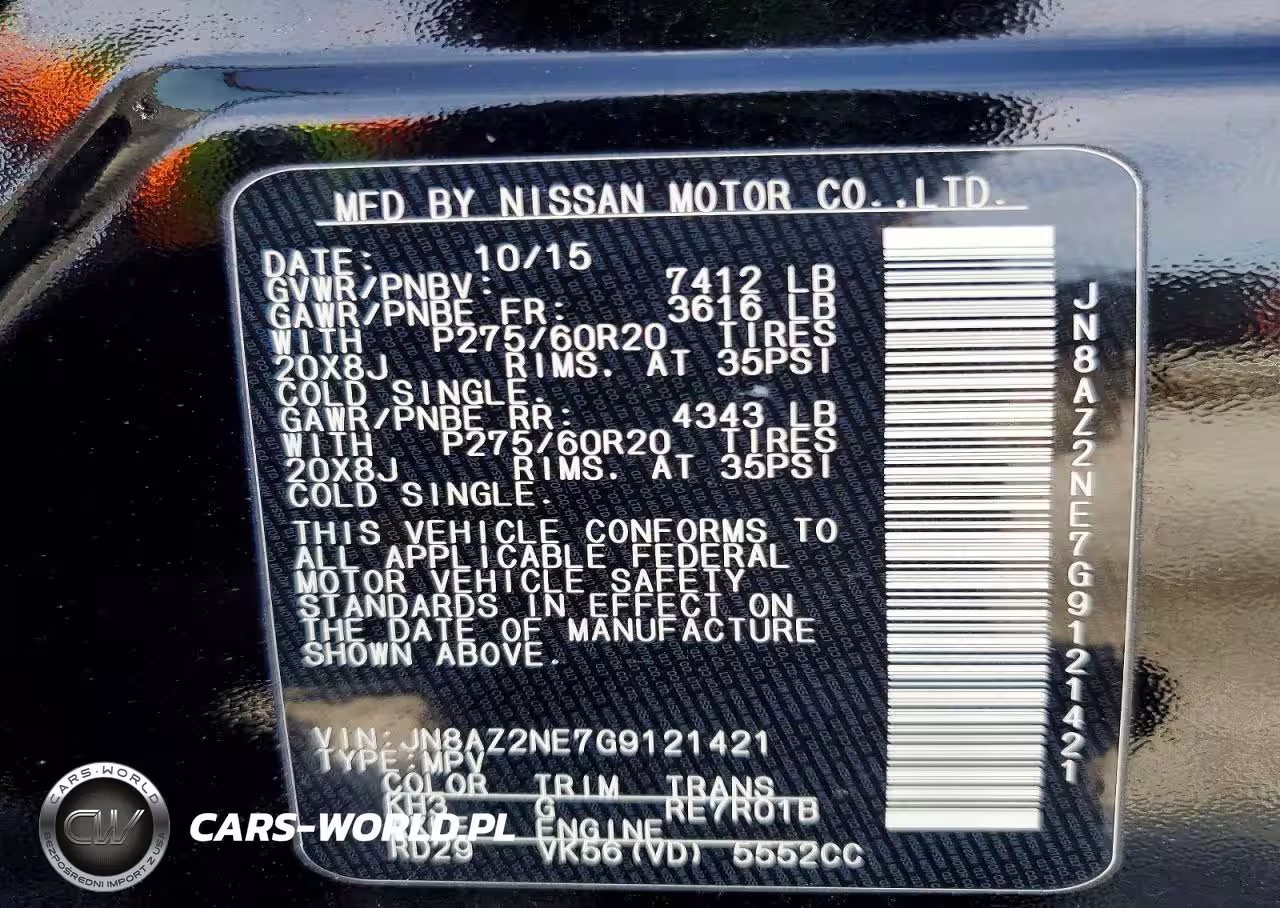 MFD BY NISSAN MOTOR CO.,LTD.
DATE: 10/15
GVWR/PNBV: 7412 LB
GAWR/PNBE FR: 3616 LB
WITH P275/60R20 TIRES
20X8J RIMS. AT 35PSI
COLD SINGLE.
GAWR/PNBE RR: 4343 LB
WITH P275/60R20 TIRES
20X8J RIMS. AT 35PSI
COLD SINGLE.
THIS VEHICLE CONFORMS TO
ALL APPLICABLE FEDERAL
MOTOR VEHICLE SAFETY
STANDARDS IN EFFECT ON
THE DATE OF MANUFACTURE
SHOWN ABOVE.
VIN:JN8AZ2NE7G9121421
TYPE:MPV
COLOR TRIM TRANS
KH3 G RE7R01B
ENGINE
RD29 VK56(VD) 5552CC
JN8AZ2NE7G9121421
CARS-WORLD
CW
BEZPOŚREDNI IMPORT Z USA
CARS-WORLD.PL